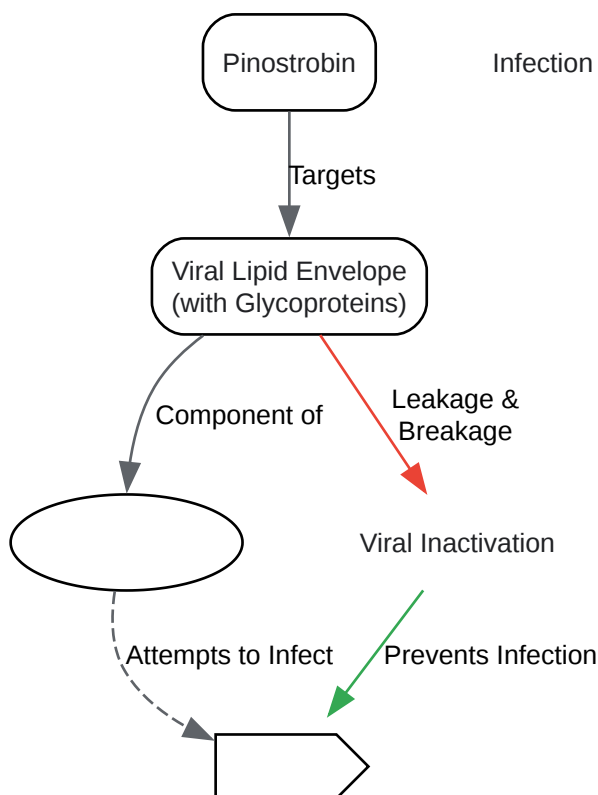 Pinostrobin
Infection
Targets
Viral Lipid Envelope
(with Glycoproteins)
Component of
Leakage &
Breakage
Viral Inactivation
Attempts to Infect
Prevents Infection